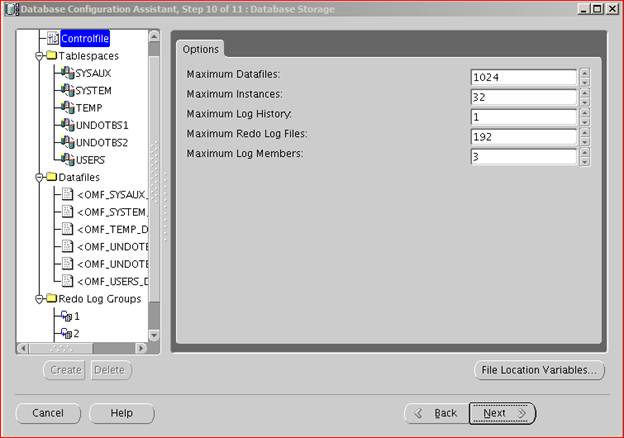 Database Configuration Assistant, Step 10 of 11 : Database Storage
Controlfile
Tablespaces
SYSAUX
SYSTEM
TEMP
UNDOTBS1
UNDOTBS2
USERS
Datafiles
<OMF_SYSAUX_
<OMF_SYSTEM_
<OMF_TEMP_D
<OMF_UNDOT
<OMF_UNDOT
<OMF_USERS_D
Redo Log Groups
1
2
Options
Maximum Datafiles: 1024
Maximum Instances: 32
Maximum Log History: 1
Maximum Redo Log Files: 192
Maximum Log Members: 3
Create Delete
File Location Variables...
Cancel Help Back Next